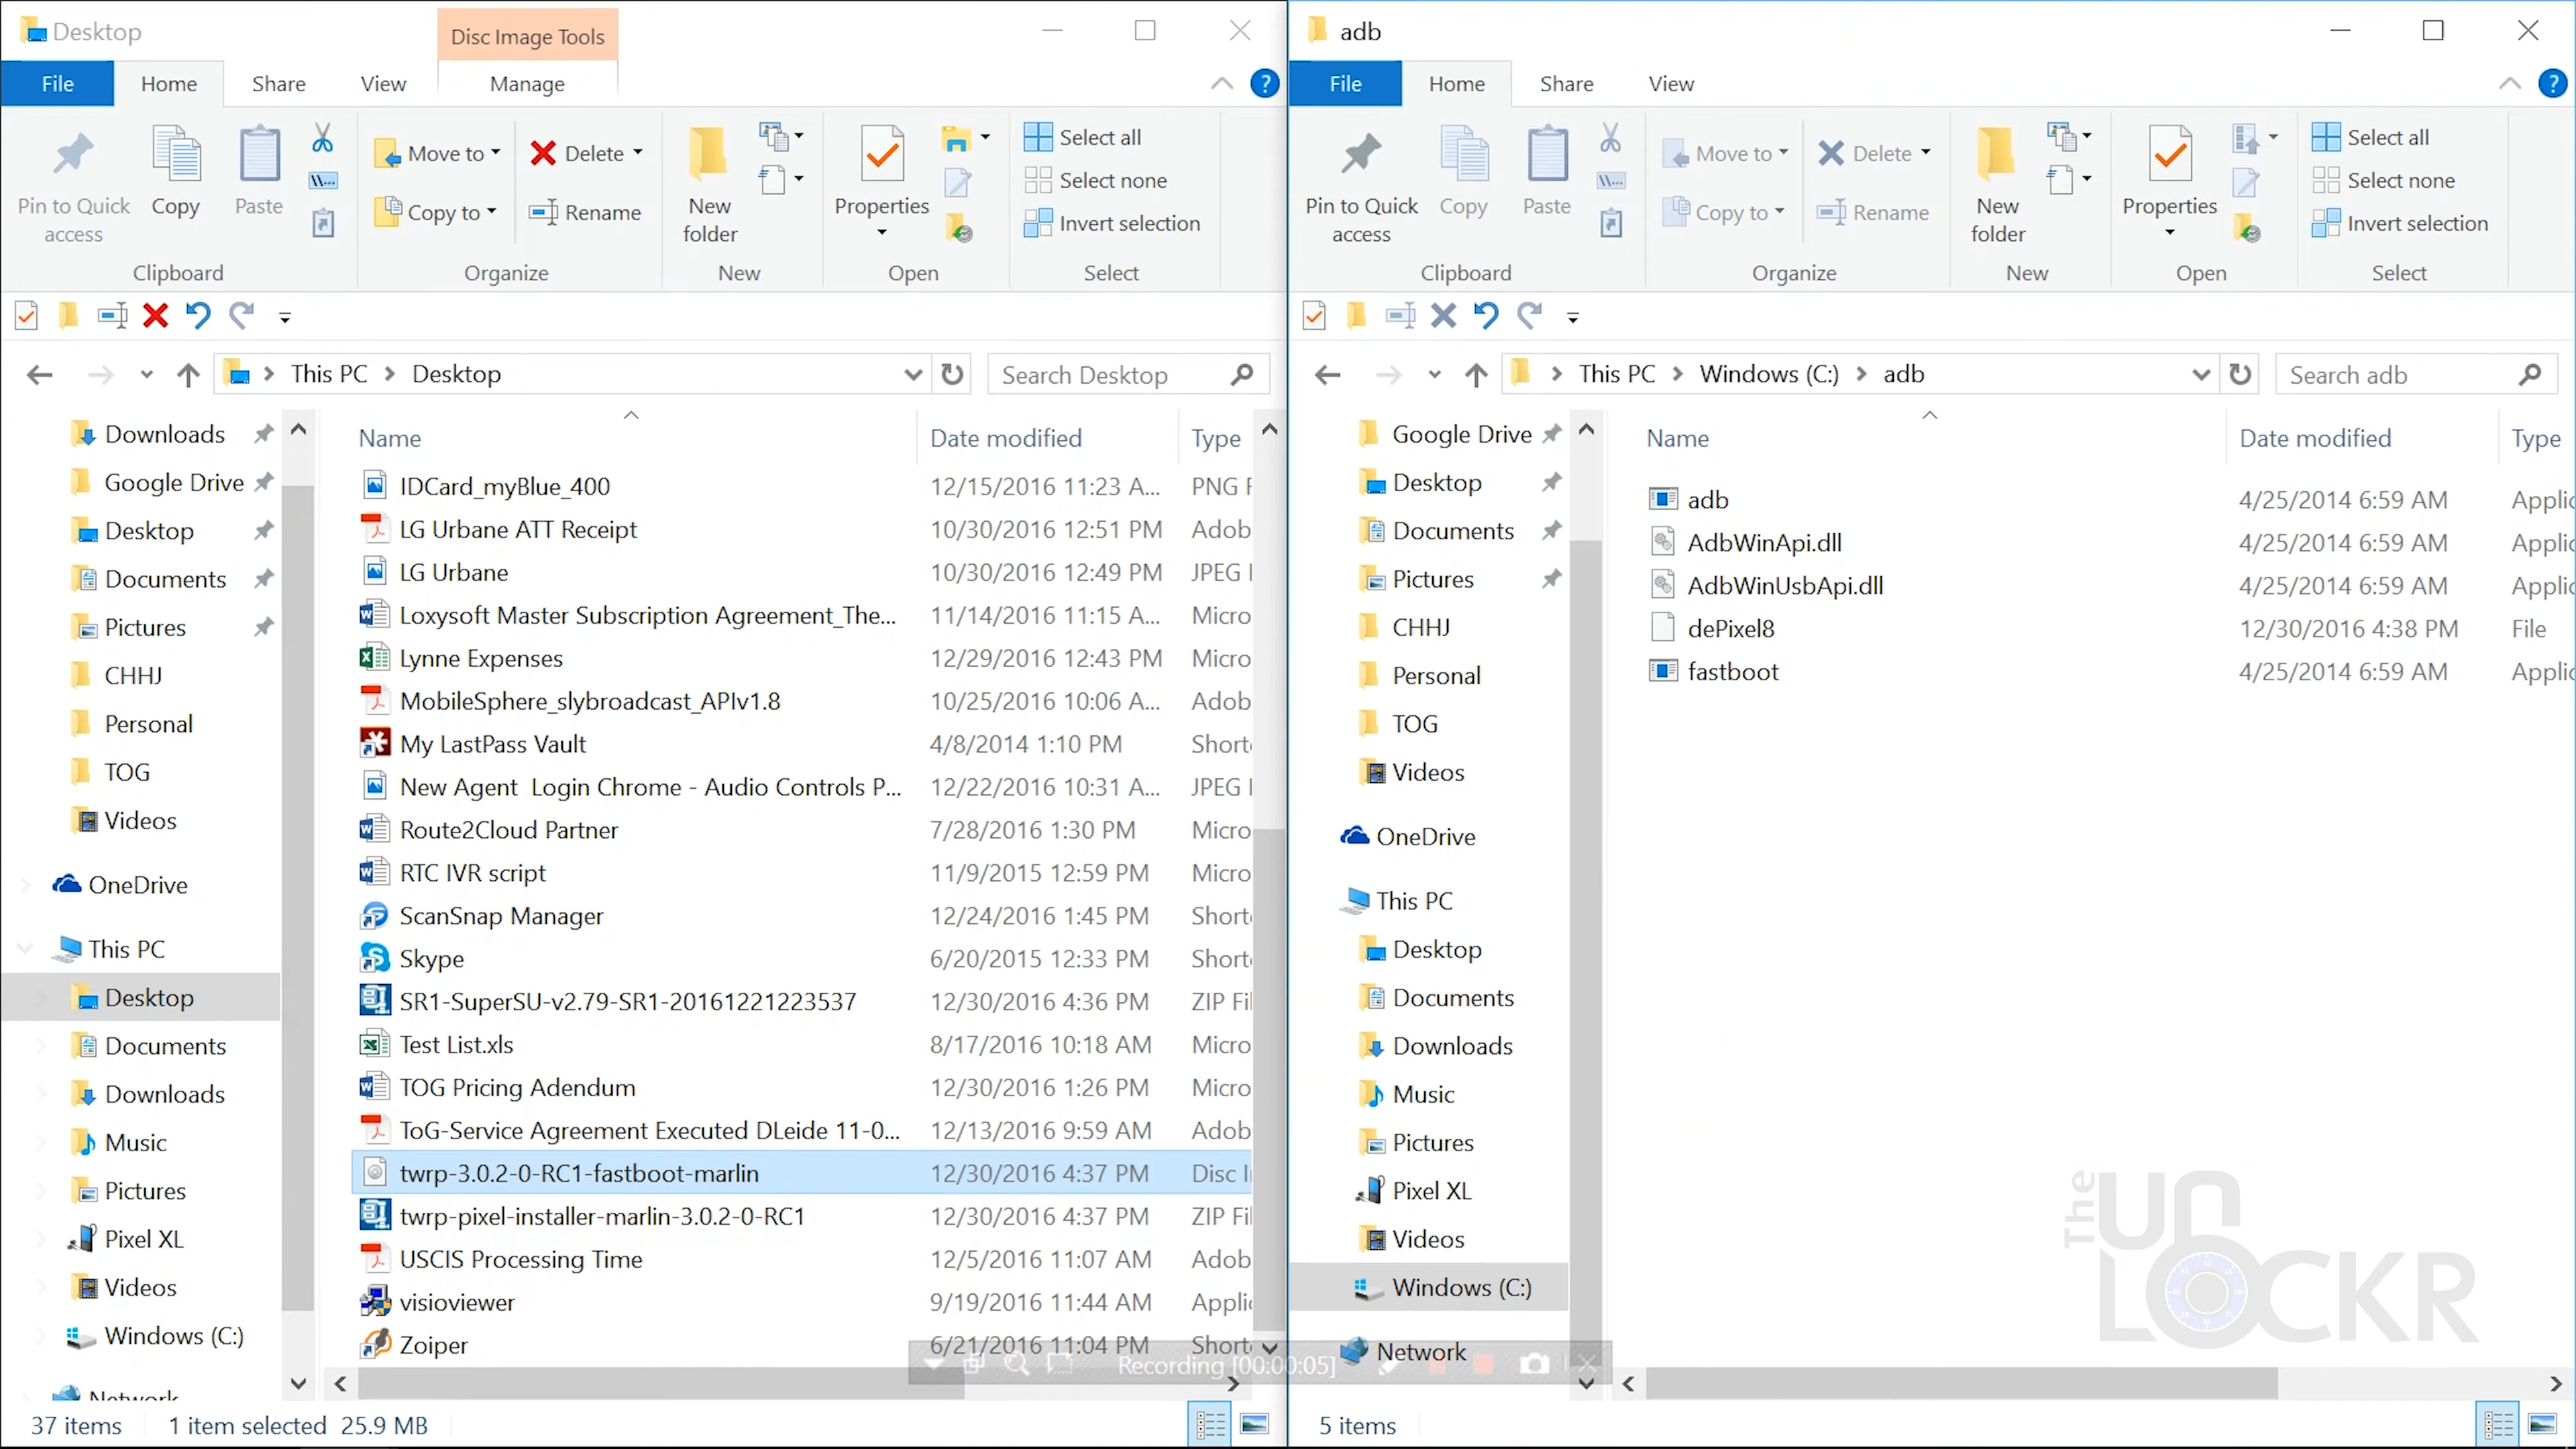 Desktop
Disc Image Tools
File
Home
Share
View
Manage
?
Pin to Quick
access
Copy
Paste
Move to
Copy to
Delete
Rename
New
folder
Properties
Select all
Select none
Invert selection
Clipboard
Organize
New
Open
Select
This PC
Desktop
Search Desktop
Downloads
Google Drive
Desktop
Documents
Pictures
CHHJ
Personal
TOG
Videos
OneDrive
This PC
Desktop
Documents
Downloads
Music
Pictures
Pixel XL
Videos
Windows (C:)
Network
Name Date modified Type
IDCard_myBlue_400 12/15/2016 11:23 A... PNG F
LG Urbane ATT Receipt 10/30/2016 12:51 PM Adob
LG Urbane 10/30/2016 12:49 PM JPEG I
Loxysoft Master Subscription Agreement_The... 11/14/2016 11:15 A... Micro
Lynne Expenses 12/29/2016 12:43 PM Micro
MobileSphere_slybroadcast_APIv1.8 10/25/2016 10:06 A... Adob
My LastPass Vault 4/8/2014 1:10 PM Short
New Agent  Login Chrome - Audio Controls P... 12/22/2016 10:31 A... JPEG I
Route2Cloud Partner 7/28/2016 1:30 PM Micro
RTC IVR script 11/9/2015 12:59 PM Micro
ScanSnap Manager 12/24/2016 1:45 PM Short
Skype 6/20/2015 12:33 PM Short
SR1-SuperSU-v2.79-SR1-20161221223537 12/30/2016 4:36 PM ZIP Fi
Test List.xls 8/17/2016 10:18 AM Micro
TOG Pricing Adendum 12/30/2016 1:26 PM Micro
ToG-Service Agreement Executed DLeide 11-0... 12/13/2016 9:59 AM Adob
twrp-3.0.2-0-RC1-fastboot-marlin 12/30/2016 4:37 PM Disc I
twrp-pixel-installer-marlin-3.0.2-0-RC1 12/30/2016 4:37 PM ZIP Fi
USCIS Processing Time 12/5/2016 11:07 AM Adob
visioviewer 9/19/2016 11:44 AM Appli
Zoiper 6/21/2016 11:04 PM Short
Recording [00:00:05]
37 items
1 item selected 25.9 MB
adb
File
Home
Share
View
?
Pin to Quick
access
Copy
Paste
Move to
Copy to
Delete
Rename
New
folder
Properties
Select all
Select none
Invert selection
Clipboard
Organize
New
Open
Select
This PC
Windows (C:)
adb
Search adb
Google Drive
Desktop
Documents
Pictures
CHHJ
Personal
TOG
Videos
OneDrive
This PC
Desktop
Documents
Downloads
Music
Pictures
Pixel XL
Videos
Windows (C:)
Network
Name Date modified Type
adb 4/25/2014 6:59 AM Applic
AdbWinApi.dll 4/25/2014 6:59 AM Applic
AdbWinUsbApi.dll 4/25/2014 6:59 AM Applic
dePixel8 12/30/2016 4:38 PM File
fastboot 4/25/2014 6:59 AM Applic
5 items
The
UN
LOCKR